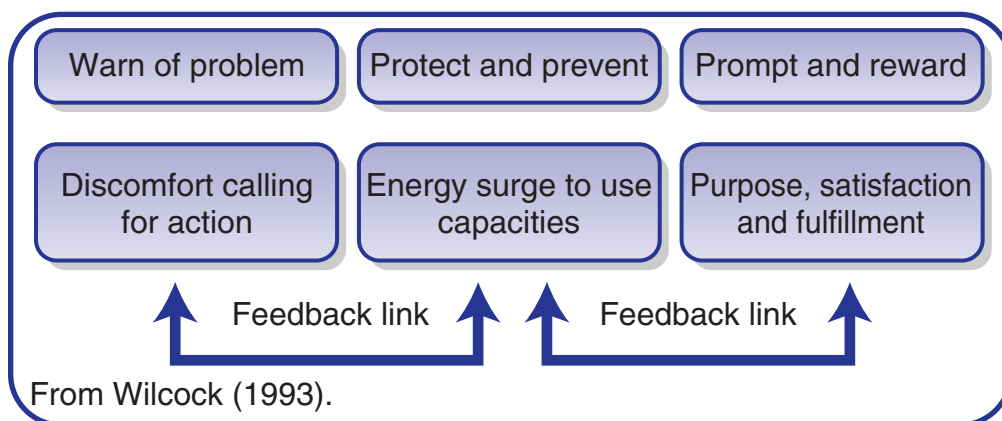 Warn of problem
Protect and prevent
Prompt and reward
Discomfort calling
for action
Energy surge to use
capacities
Purpose, satisfaction
and fulfillment
Feedback link
Feedback link
From Wilcock (1993).